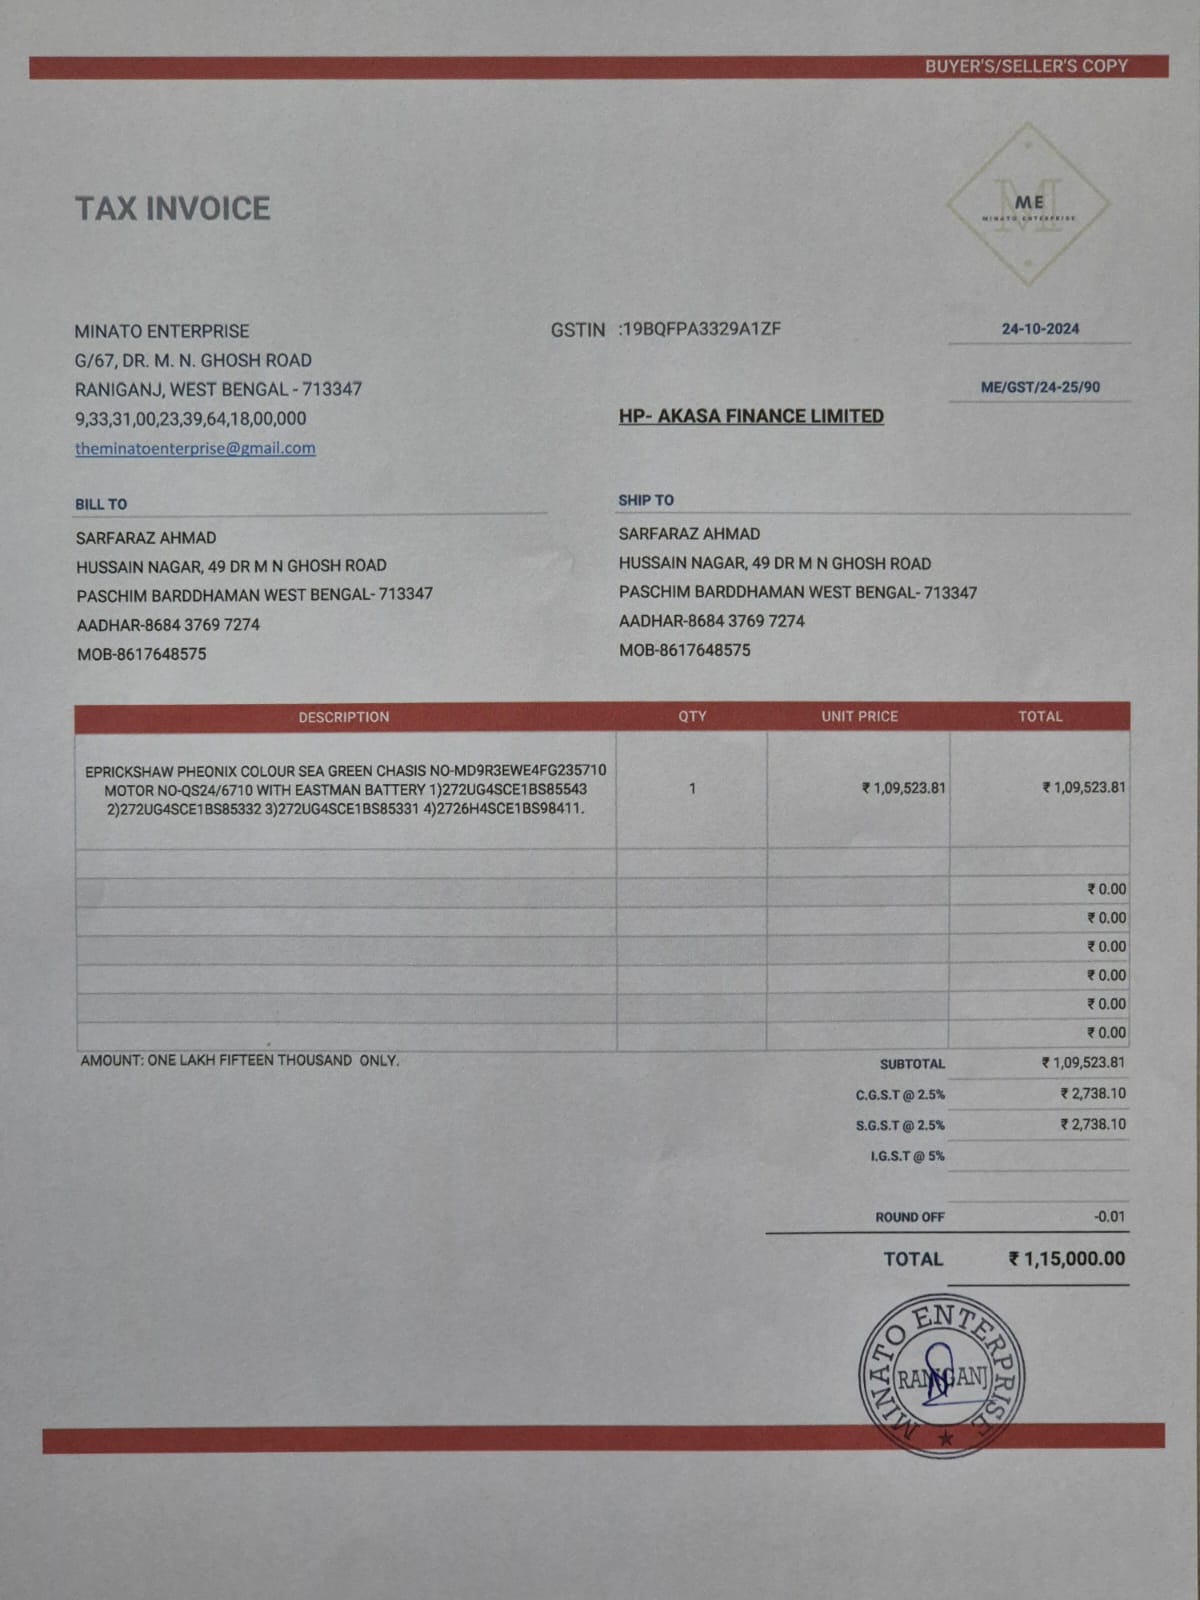 BUYER'S/SELLER'S COPY
ME
MINATO ENTERPRISE
TAX INVOICE
MINATO ENTERPRISE
G/67, DR. M. N. GHOSH ROAD
RANIGANJ, WEST BENGAL - 713347
9,33,31,00,23,39,64,18,00,000
theminatoenterprise@gmail.com
GSTIN :19BQFPA3329A1ZF
24-10-2024
ME/GST/24-25/90
HP- AKASA FINANCE LIMITED
BILL TO
SARFARAZ AHMAD
HUSSAIN NAGAR, 49 DR M N GHOSH ROAD
PASCHIM BARDDHAMAN WEST BENGAL- 713347
AADHAR-8684 3769 7274
MOB-8617648575
SHIP TO
SARFARAZ AHMAD
HUSSAIN NAGAR, 49 DR M N GHOSH ROAD
PASCHIM BARDDHAMAN WEST BENGAL- 713347
AADHAR-8684 3769 7274
MOB-8617648575
DESCRIPTION QTY UNIT PRICE TOTAL
EPRICKSHAW PHEONIX COLOUR SEA GREEN CHASIS NO-MD9R3EWE4FG235710
MOTOR NO-QS24/6710 WITH EASTMAN BATTERY 1)272UG4SCE1BS85543
2)272UG4SCE1BS85332 3)272UG4SCE1BS85331 4)2726H4SCE1BS98411.
1 ₹ 1,09,523.81 ₹ 1,09,523.81
₹ 0.00
₹ 0.00
₹ 0.00
₹ 0.00
₹ 0.00
₹ 0.00
AMOUNT: ONE LAKH FIFTEEN THOUSAND ONLY.
SUBTOTAL ₹ 1,09,523.81
C.G.S.T @ 2.5% ₹ 2,738.10
S.G.S.T @ 2.5% ₹ 2,738.10
I.G.S.T @ 5%
ROUND OFF -0.01
TOTAL ₹ 1,15,000.00
MINATO ENTERPRISE
RANIGANJ